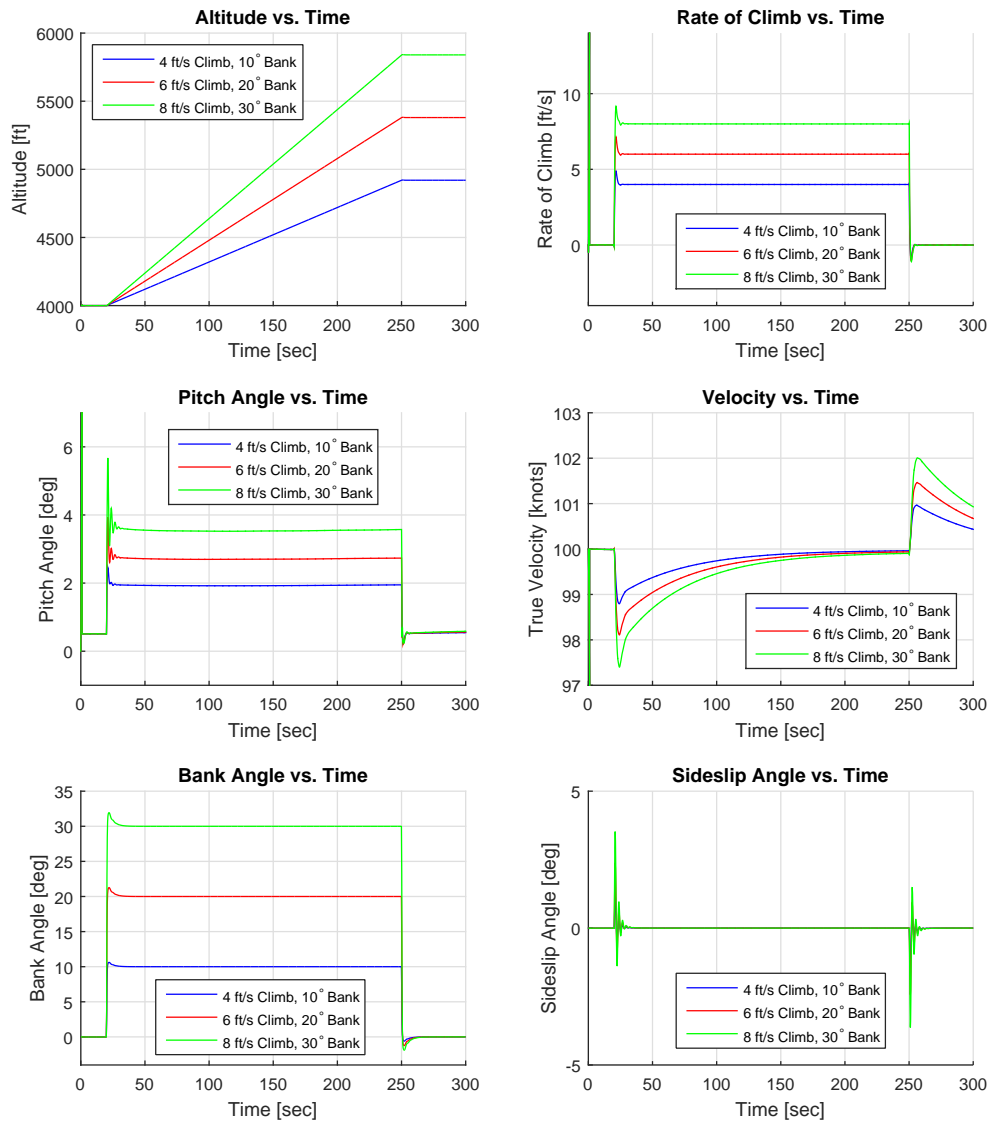 Altitude vs. Time
6000
5500
5000
4500
4000
Altitude [ft]
4 ft/s Climb, 10° Bank
6 ft/s Climb, 20° Bank
8 ft/s Climb, 30° Bank
0 50 100 150 200 250 300
Time [sec]
Rate of Climb vs. Time
10
5
0
Rate of Climb [ft/s]
4 ft/s Climb, 10° Bank
6 ft/s Climb, 20° Bank
8 ft/s Climb, 30° Bank
0 50 100 150 200 250 300
Time [sec]
Pitch Angle vs. Time
6
4
2
0
Pitch Angle [deg]
4 ft/s Climb, 10° Bank
6 ft/s Climb, 20° Bank
8 ft/s Climb, 30° Bank
0 50 100 150 200 250 300
Time [sec]
Velocity vs. Time
103
102
101
100
99
98
97
True Velocity [knots]
4 ft/s Climb, 10° Bank
6 ft/s Climb, 20° Bank
8 ft/s Climb, 30° Bank
0 50 100 150 200 250 300
Time [sec]
Bank Angle vs. Time
35
30
25
20
15
10
5
0
Bank Angle [deg]
4 ft/s Climb, 10° Bank
6 ft/s Climb, 20° Bank
8 ft/s Climb, 30° Bank
0 50 100 150 200 250 300
Time [sec]
Sideslip Angle vs. Time
5
0
-5
Sideslip Angle [deg]
4 ft/s Climb, 10° Bank
6 ft/s Climb, 20° Bank
8 ft/s Climb, 30° Bank
0 50 100 150 200 250 300
Time [sec]